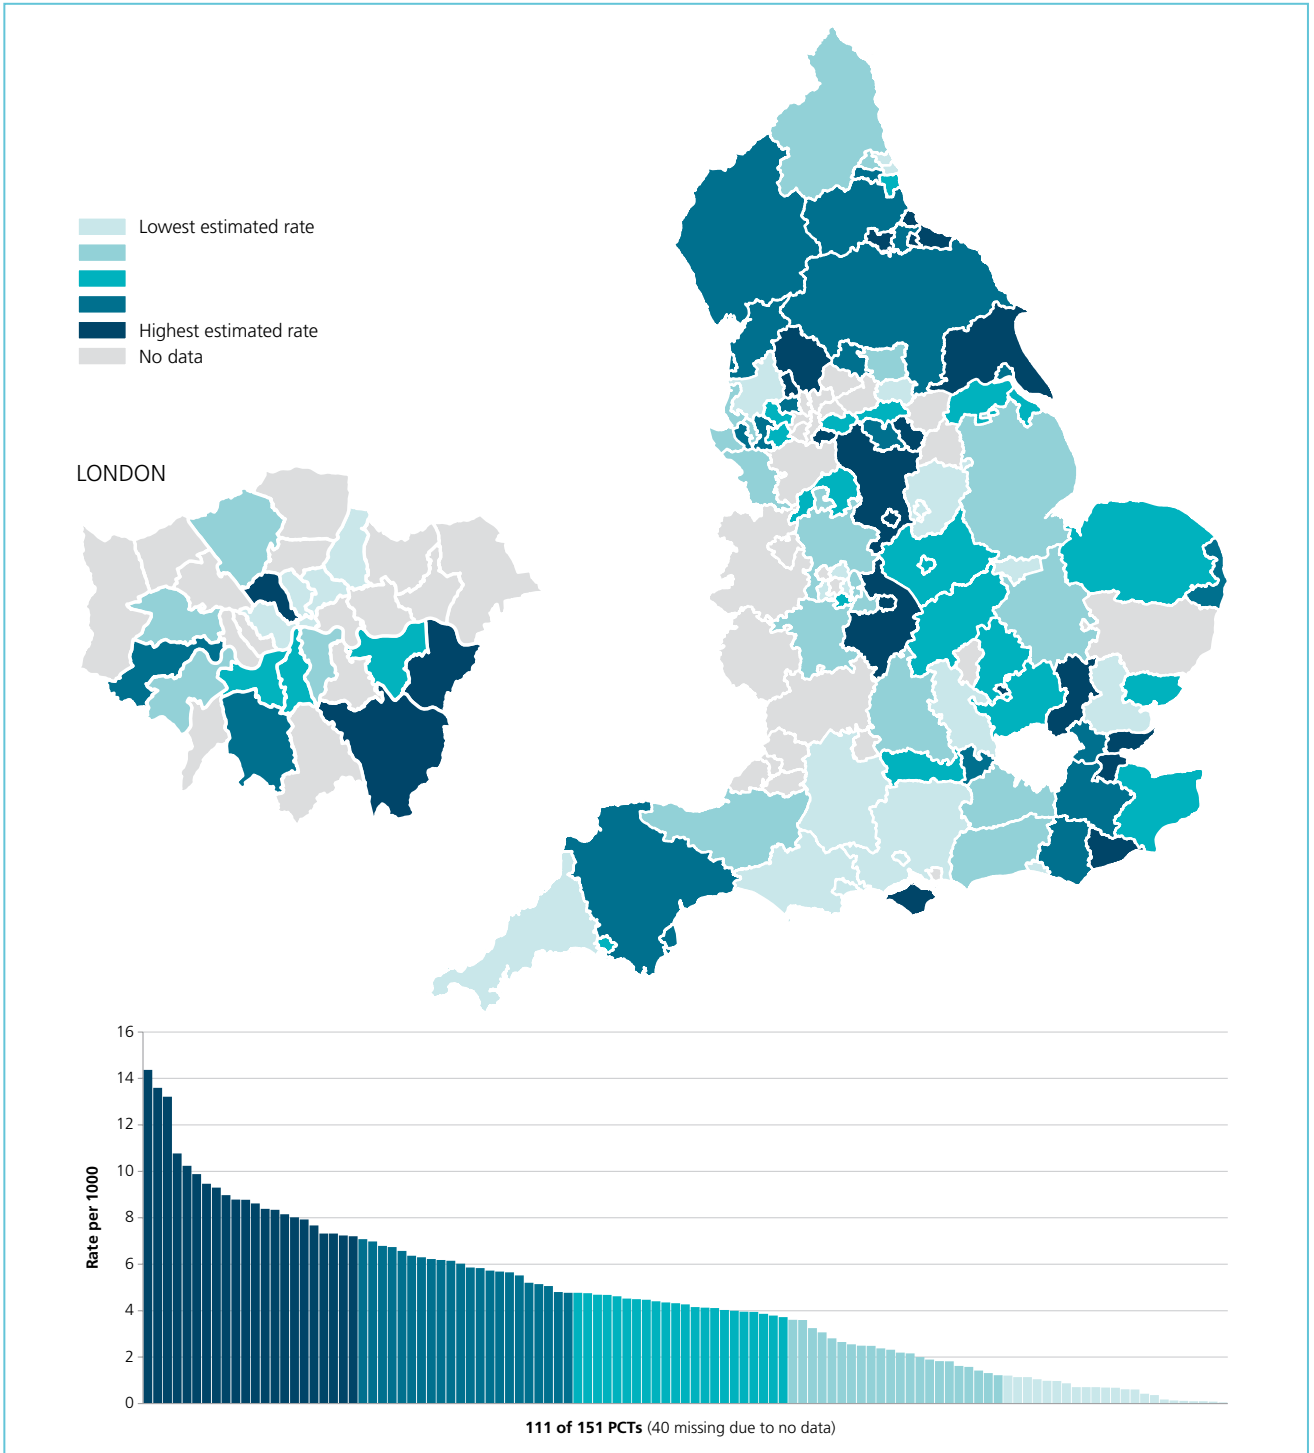 Lowest estimated rate
Highest estimated rate
No data
LONDON
16
14
12
10
8
6
4
2
0
Rate per 1000
111 of 151 PCTs (40 missing due to no data)